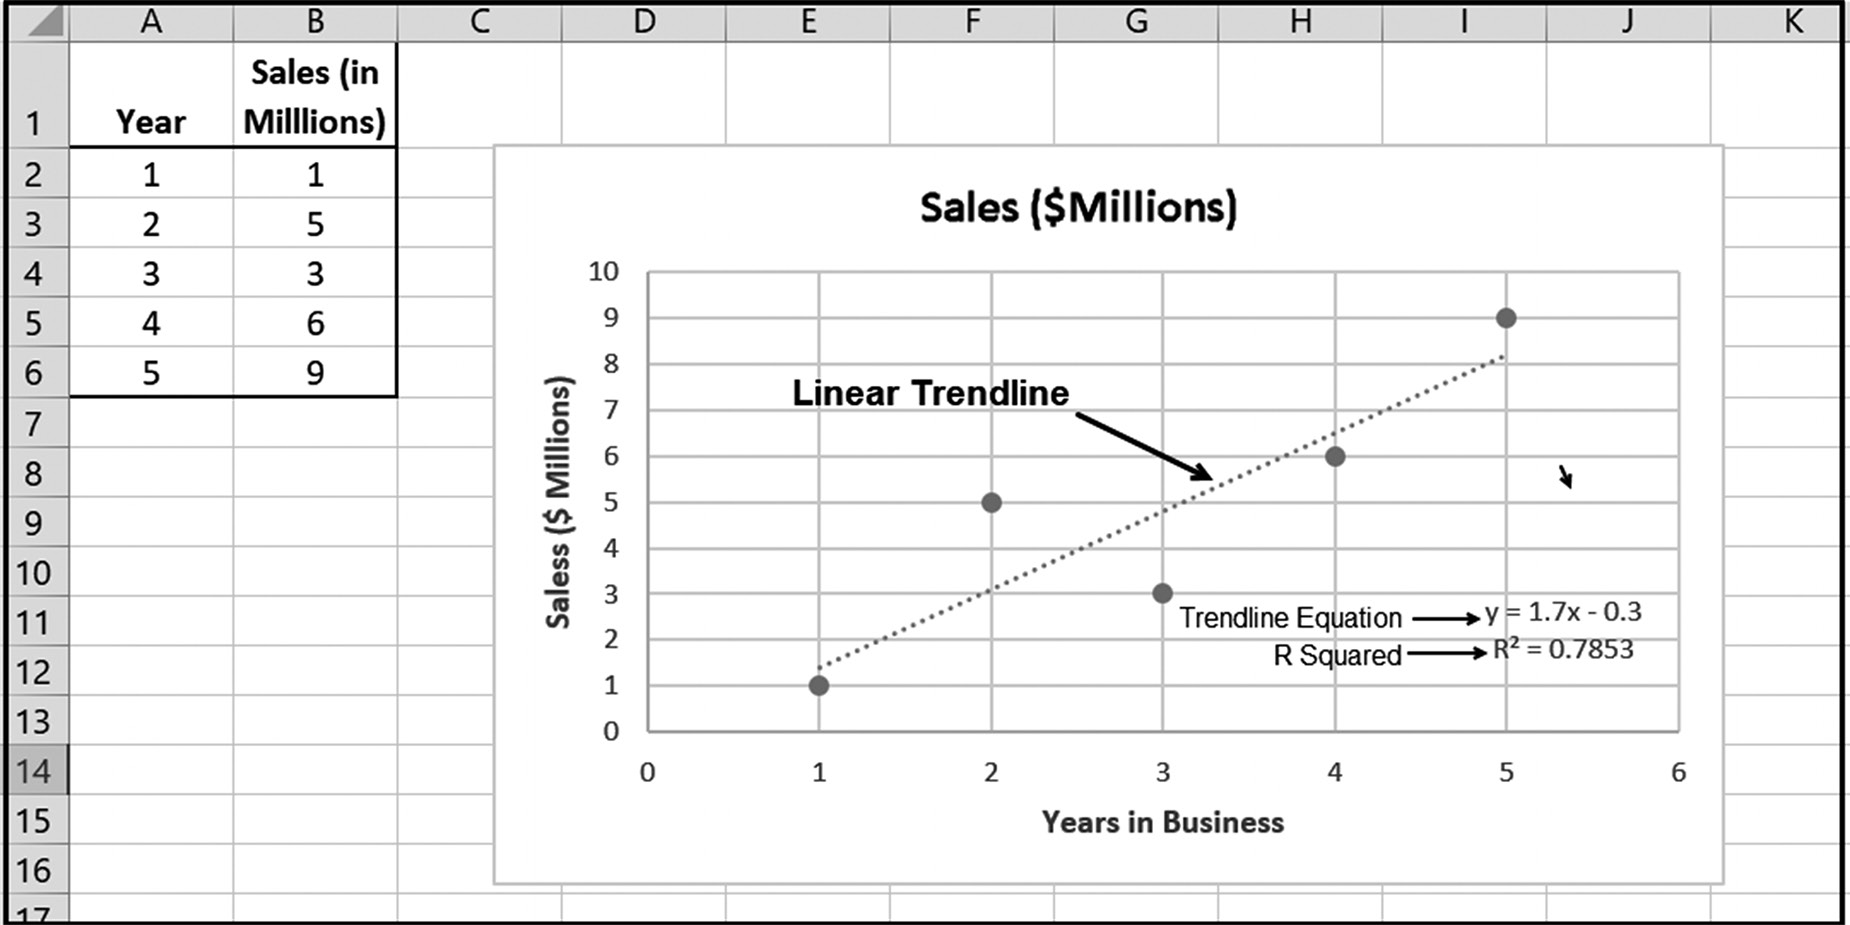 A B C D E F G H I J K
1 Year Sales (in
Milllions)
2 1 1
3 2 5
4 3 3
5 4 6
6 5 9
7
8
9
10
11
12
13
14
15
16
17
Sales ($Millions)
10
9
8
7
6
5
4
3
2
1
0
Saless ($ Millions)
Linear Trendline
Trendline Equation y = 1.7x - 0.3
R Squared R² = 0.7853
0 1 2 3 4 5 6
Years in Business